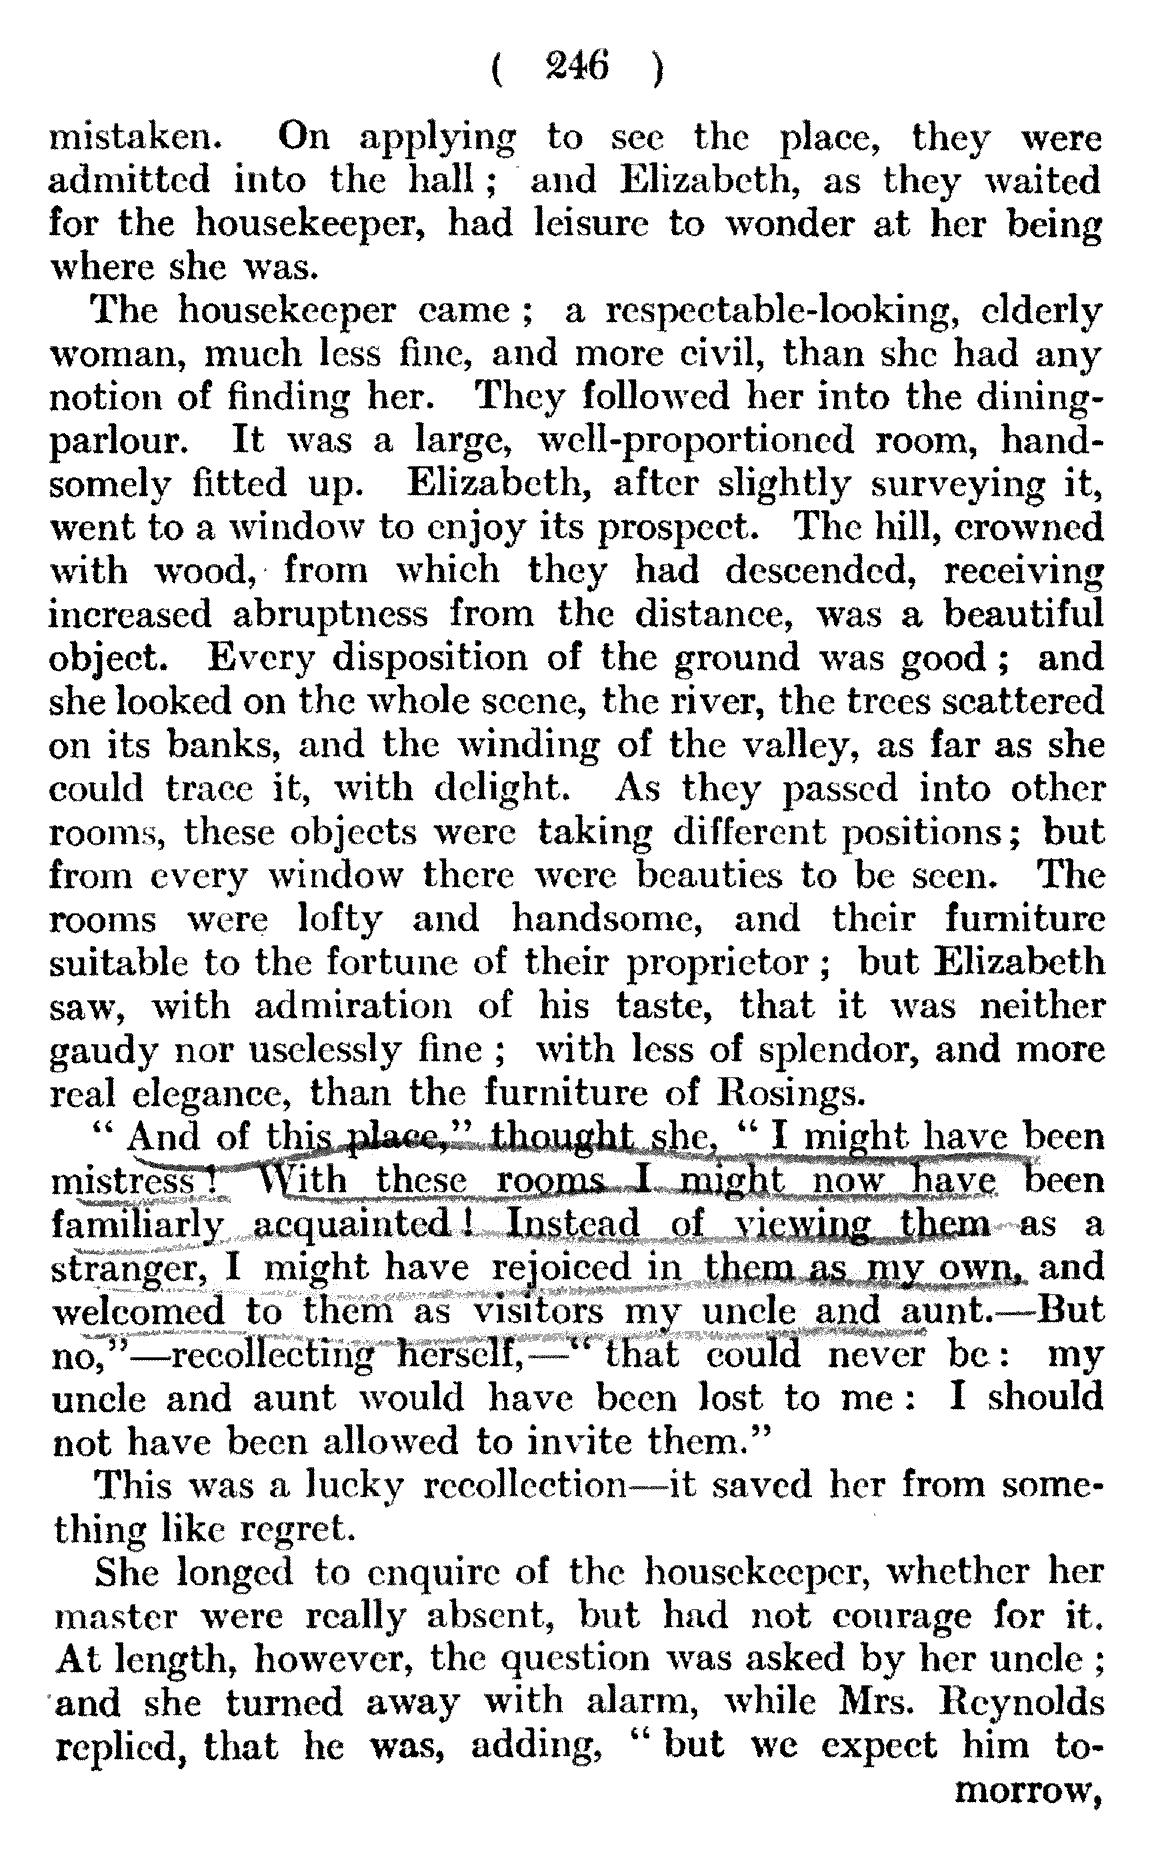 ( 246 )
mistaken. On applying to see the place, they were
admitted into the hall ; and Elizabeth, as they waited
for the housekeeper, had leisure to wonder at her being
where she was.
The housekeeper came ; a respectable-looking, elderly
woman, much less fine, and more civil, than she had any
notion of finding her. They followed her into the dining-
parlour. It was a large, well-proportioned room, hand-
somely fitted up. Elizabeth, after slightly surveying it,
went to a window to enjoy its prospect. The hill, crowned
with wood, from which they had descended, receiving
increased abruptness from the distance, was a beautiful
object. Every disposition of the ground was good ; and
she looked on the whole scene, the river, the trees scattered
on its banks, and the winding of the valley, as far as she
could trace it, with delight. As they passed into other
rooms, these objects were taking different positions ; but
from every window there were beauties to be seen. The
rooms were lofty and handsome, and their furniture
suitable to the fortune of their proprietor ; but Elizabeth
saw, with admiration of his taste, that it was neither
gaudy nor uselessly fine ; with less of splendor, and more
real elegance, than the furniture of Rosings.
“ And of this place,” thought she, “ I might have been
mistress ! With these rooms I might now have been
familiarly acquainted ! Instead of viewing them as a
stranger, I might have rejoiced in them as my own, and
welcomed to them as visitors my uncle and aunt.—But
no,”—recollecting herself,—“ that could never be : my
uncle and aunt would have been lost to me : I should
not have been allowed to invite them.”
This was a lucky recollection—it saved her from some-
thing like regret.
She longed to enquire of the housekeeper, whether her
master were really absent, but had not courage for it.
At length, however, the question was asked by her uncle ;
and she turned away with alarm, while Mrs. Reynolds
replied, that he was, adding, “ but we expect him to-
morrow,